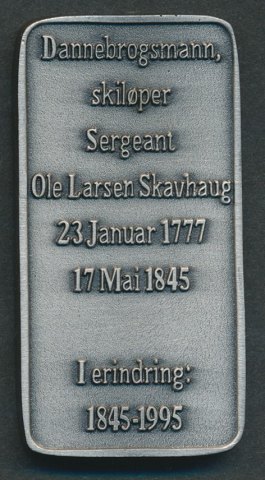 Dannebrogsmann,
skiløper
Sergeant
Ole Larsen Skavhaug
23 Januar 1777
17 Mai 1845
I erindring:
1845-1995